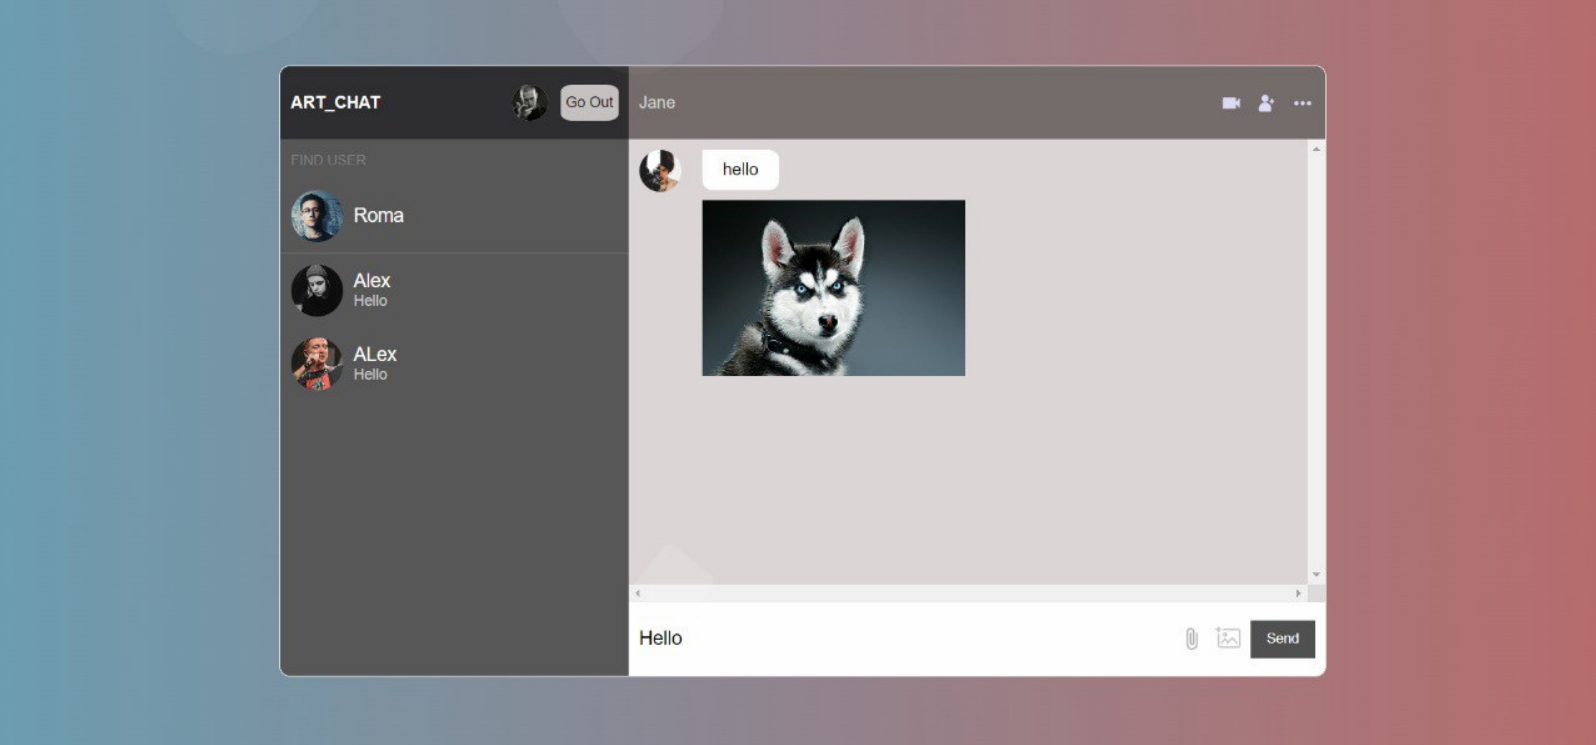 ART_CHAT
Go Out
Jane
FIND USER
Roma
Alex
Hello
ALex
Hello
hello
Hello
Send